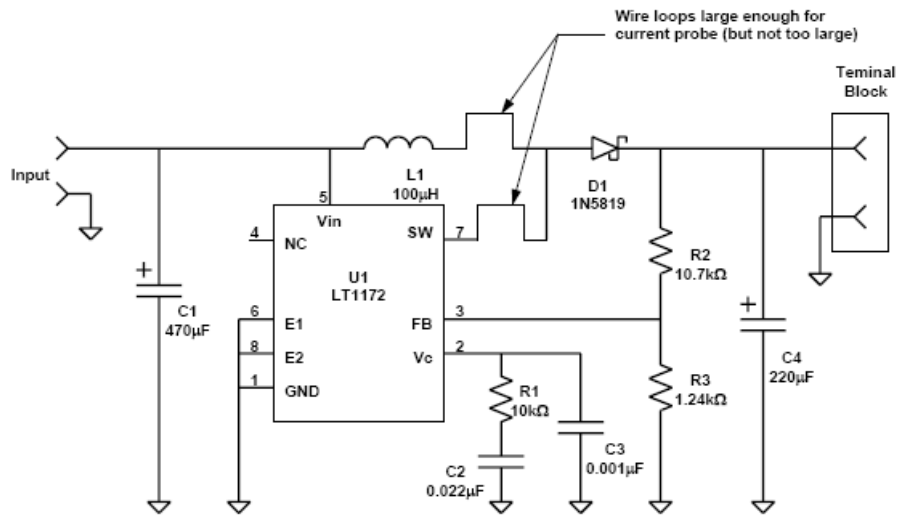 Wire loops large enough for
current probe (but not too large)
Teminal
Block
Input
L1
100µH
D1
1N5819
5
Vin
4
NC
SW
7
U1
LT1172
R2
10.7kΩ
C1
470µF
6
E1
FB
3
8
E2
Vc
2
1
GND
R1
10kΩ
R3
1.24kΩ
C4
220µF
C3
0.001µF
C2
0.022µF
+
+